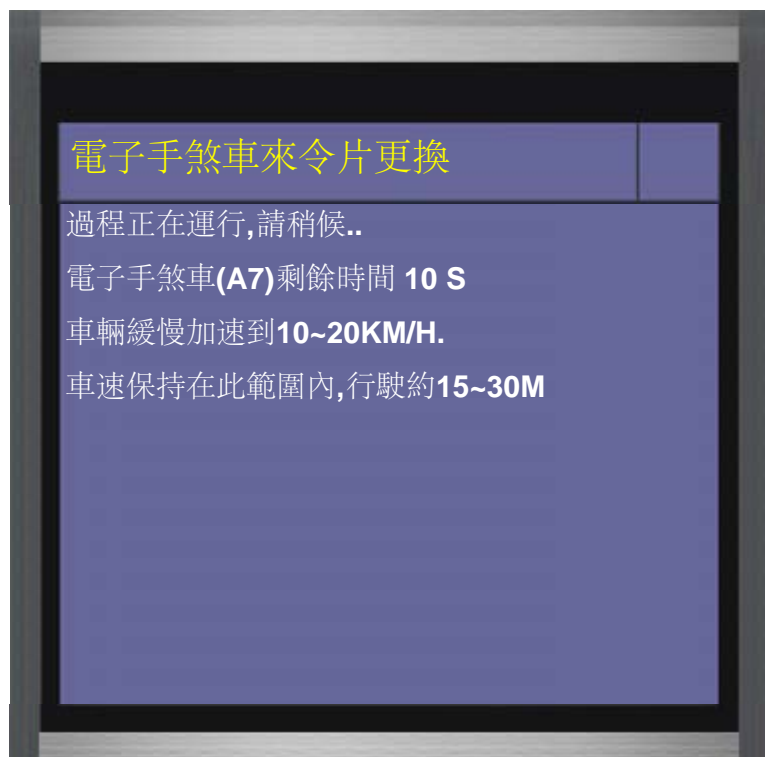 電子手煞車來令片更換
過程正在運行,請稍候..
電子手煞車(A7)剩餘時間 10 S
車輛緩慢加速到10~20KM/H.
車速保持在此範圍內,行駛約15~30M